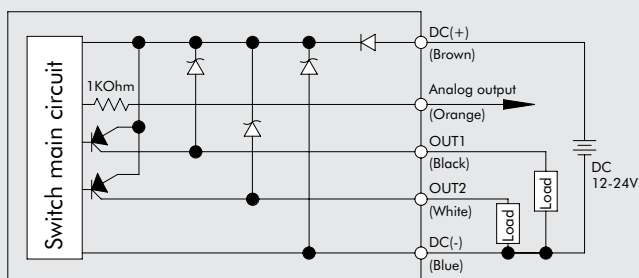 Switch main circuit
1KOhm
DC(+)
(Brown)
Analog output
(Orange)
OUT1
(Black)
OUT2
(White)
DC(-)
(Blue)
Load
Load
DC
12-24V